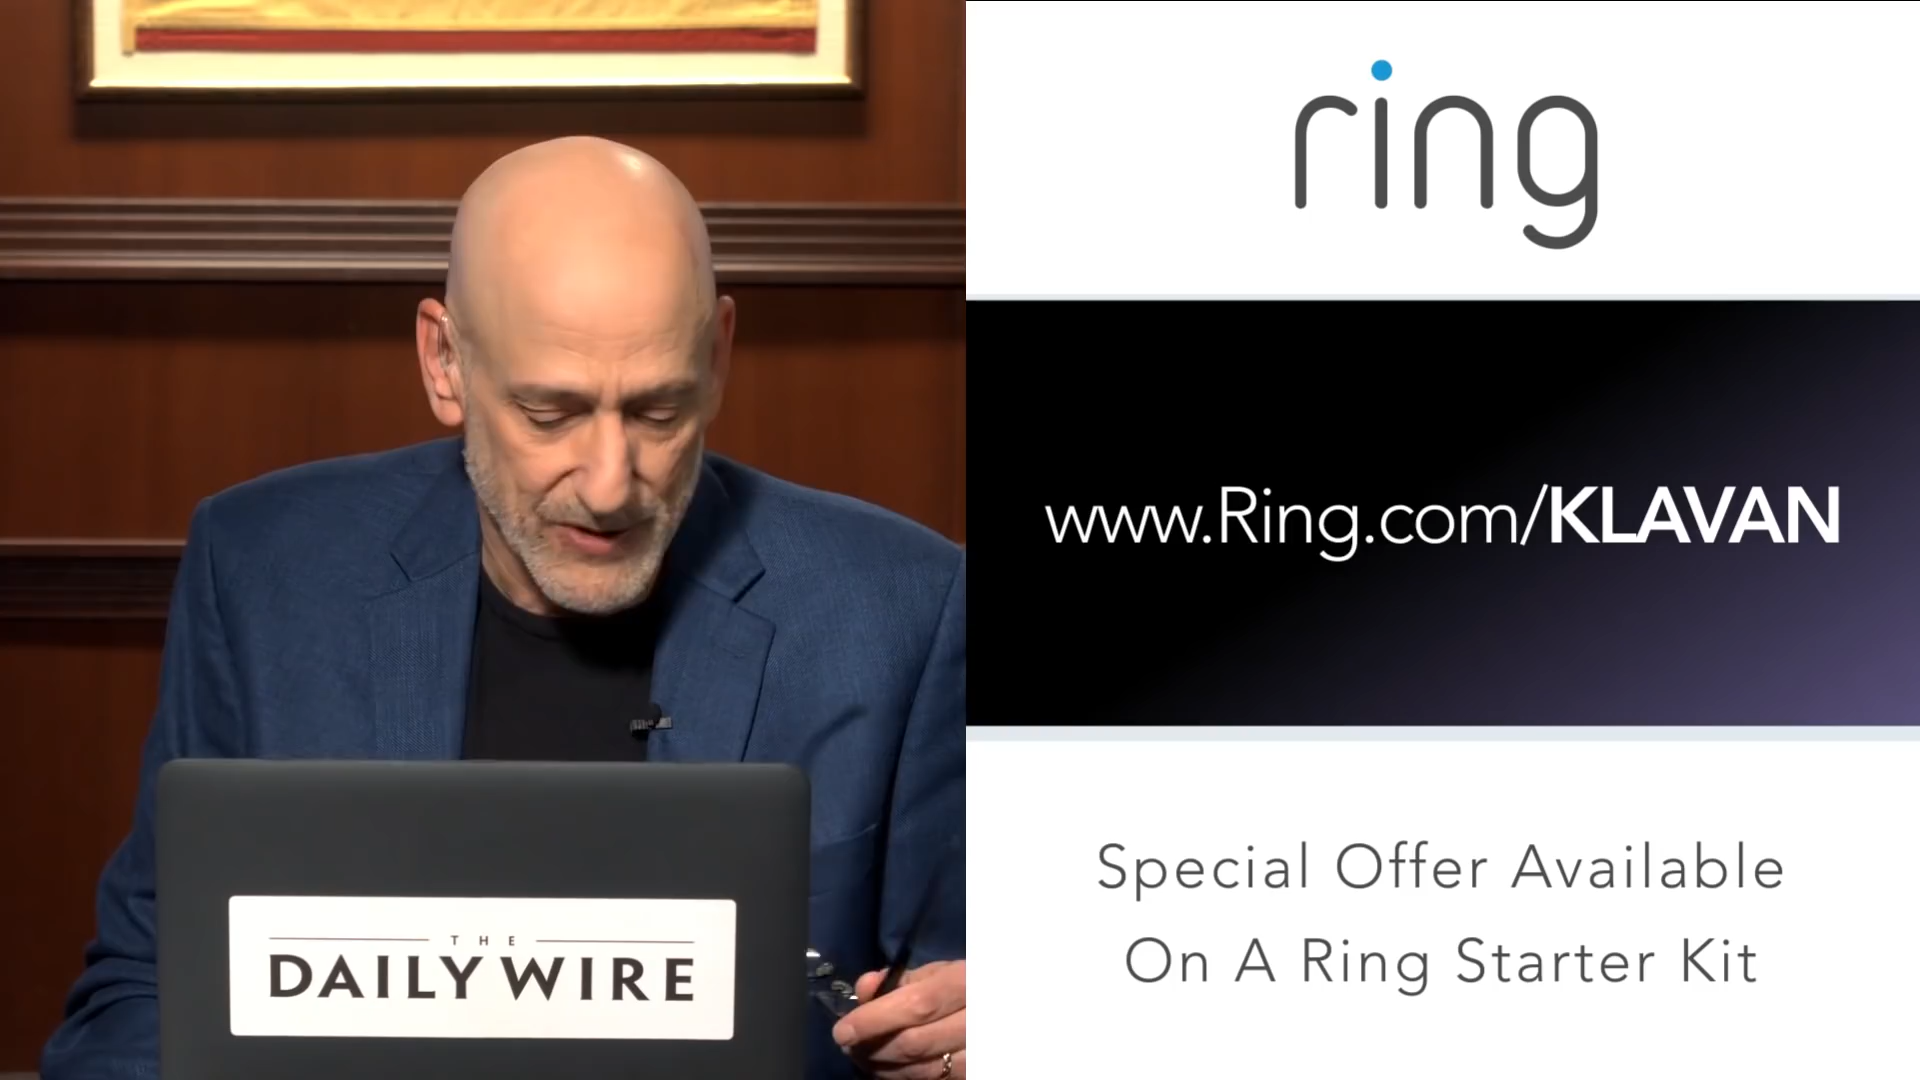 ring
www.Ring.com/KLAVAN
Special Offer Available
On A Ring Starter Kit
THE
DAILY WIRE